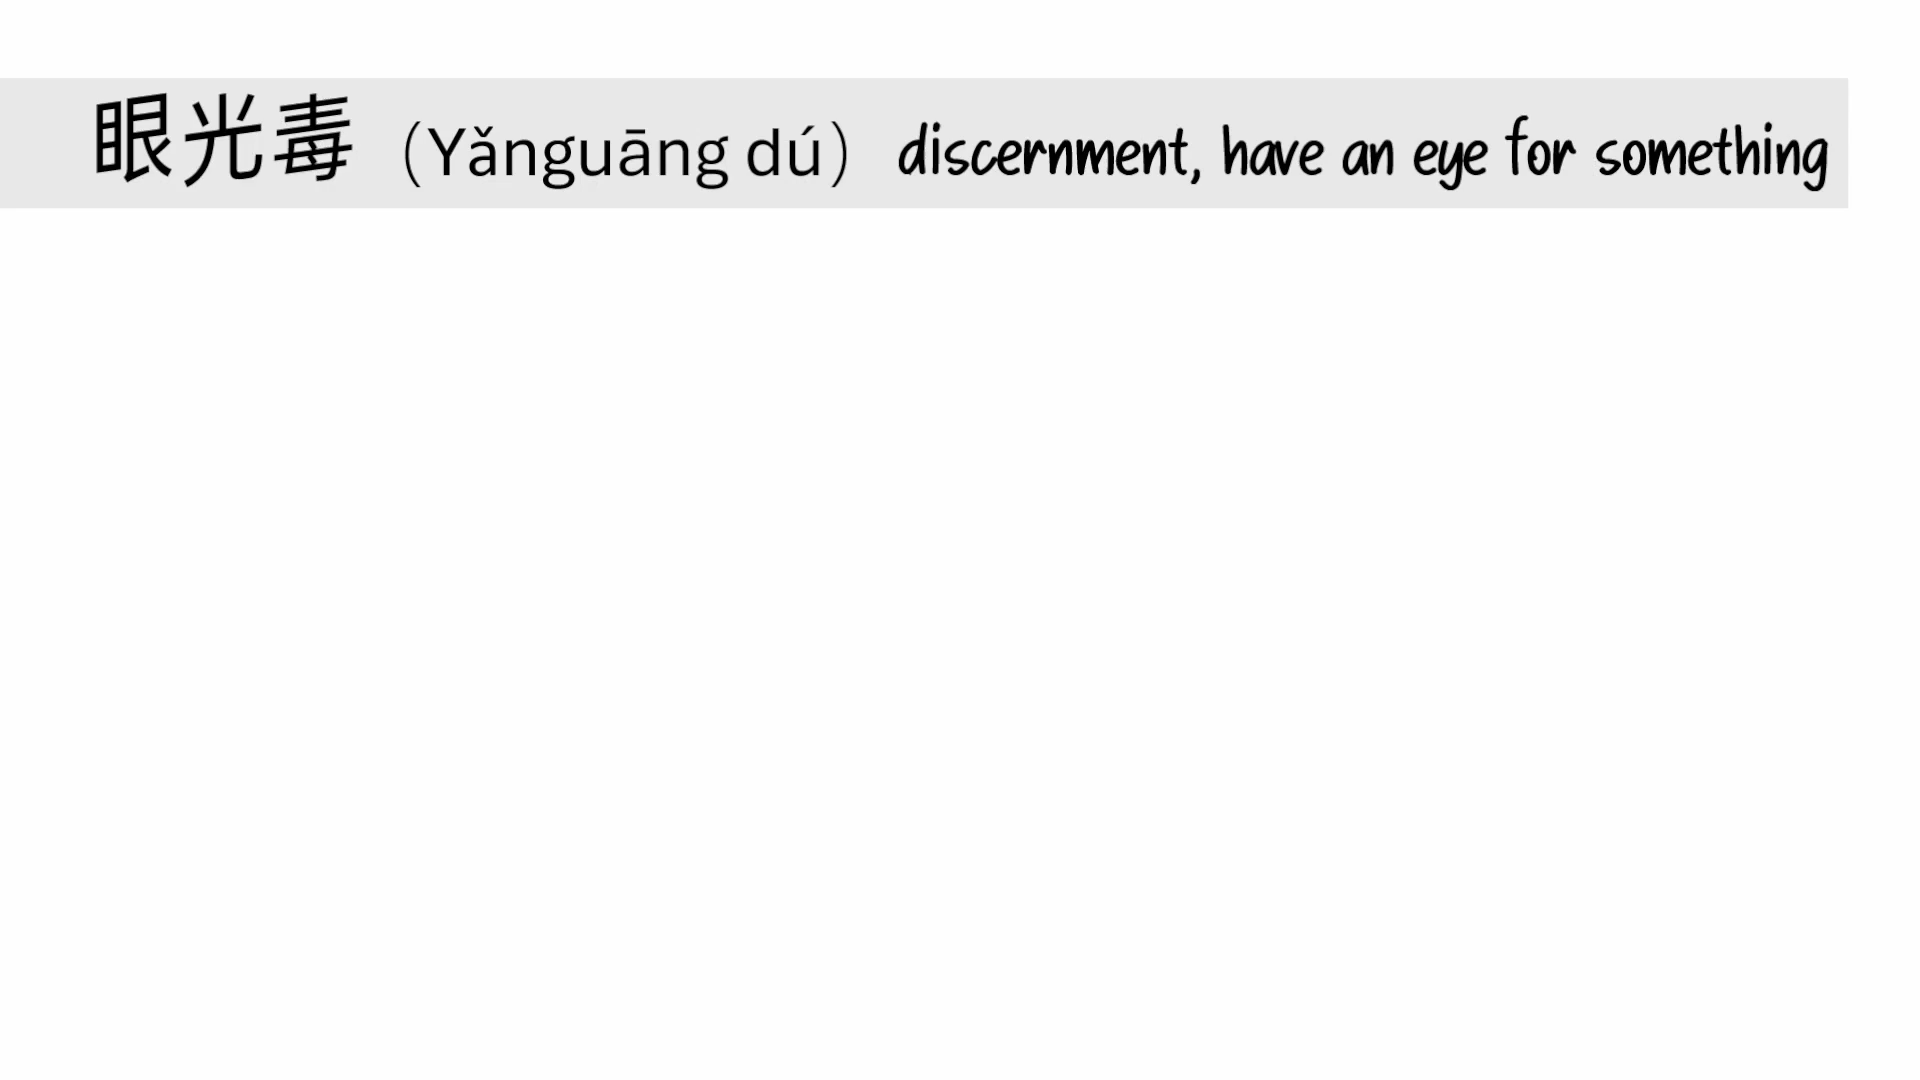 眼光毒（Yǎnguāng dú） discernment, have an eye for something